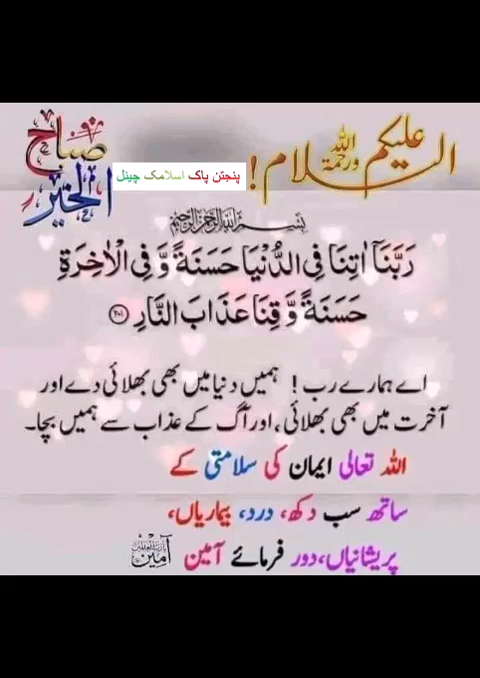 السلام علیکم ورحمۃ اللہ !
صباح الخیر
پنجتن پاک اسلامک چینل
بسم اللہ الرحمن الرحیم
رَبَّنَاۤ اٰتِنَا فِی الدُّنْیَا حَسَنَةً وَّ فِی الْاٰخِرَةِ
حَسَنَةً وَّ قِنَا عَذَابَ النَّارِ ﴿۲۰۱﴾
اے ہمارے رب ! ہمیں دنیا میں بھی بھلائی دے اور
آخرت میں بھی بھلائی ، اور آگ کے عذاب سے ہمیں بچا۔
اللہ تعالی ایمان کی سلامتی کے
ساتھ سب دکھ، درد، بیماریاں،
پریشانیاں، دور فرمائے آمین
آمین